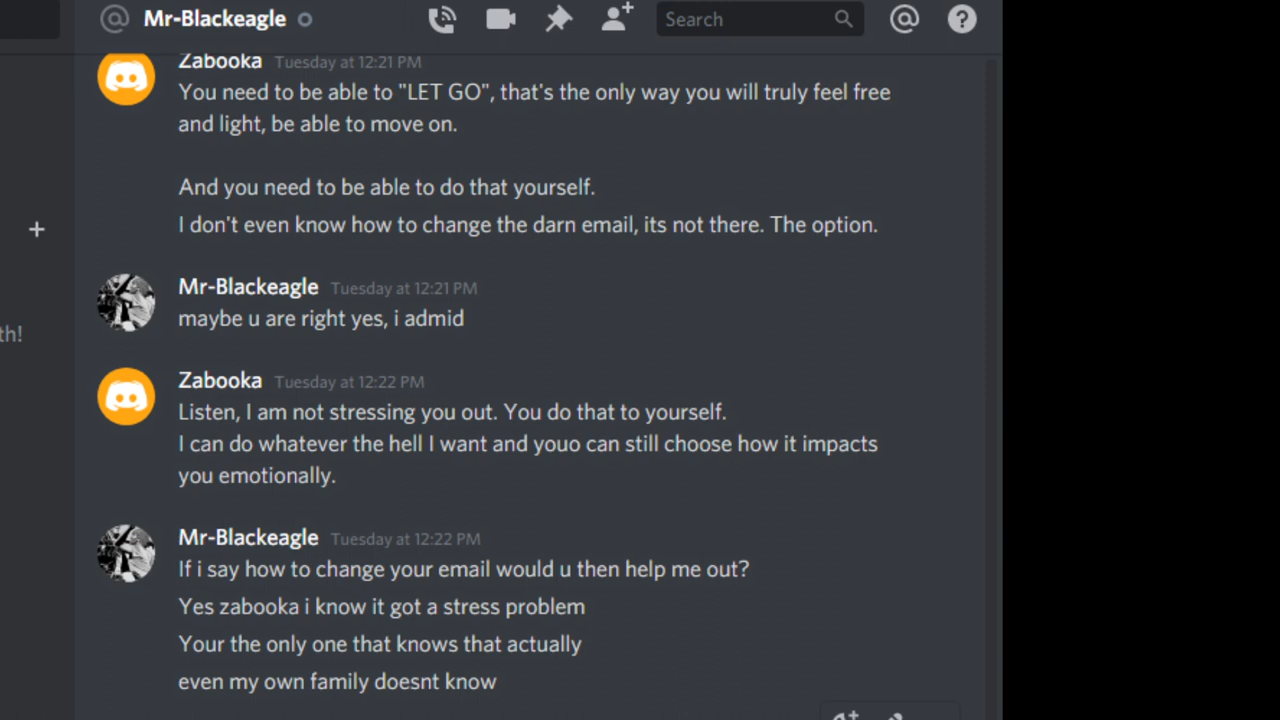 Mr-Blackeagle
Search
Zabooka Tuesday at 12:21 PM
You need to be able to "LET GO", that's the only way you will truly feel free
and light, be able to move on.
And you need to be able to do that yourself.
I don't even know how to change the darn email, its not there. The option.
Mr-Blackeagle Tuesday at 12:21 PM
maybe u are right yes, i admid
th!
Zabooka Tuesday at 12:22 PM
Listen, I am not stressing you out. You do that to yourself.
I can do whatever the hell I want and youo can still choose how it impacts
you emotionally.
Mr-Blackeagle Tuesday at 12:22 PM
If i say how to change your email would u then help me out?
Yes zabooka i know it got a stress problem
Your the only one that knows that actually
even my own family doesnt know